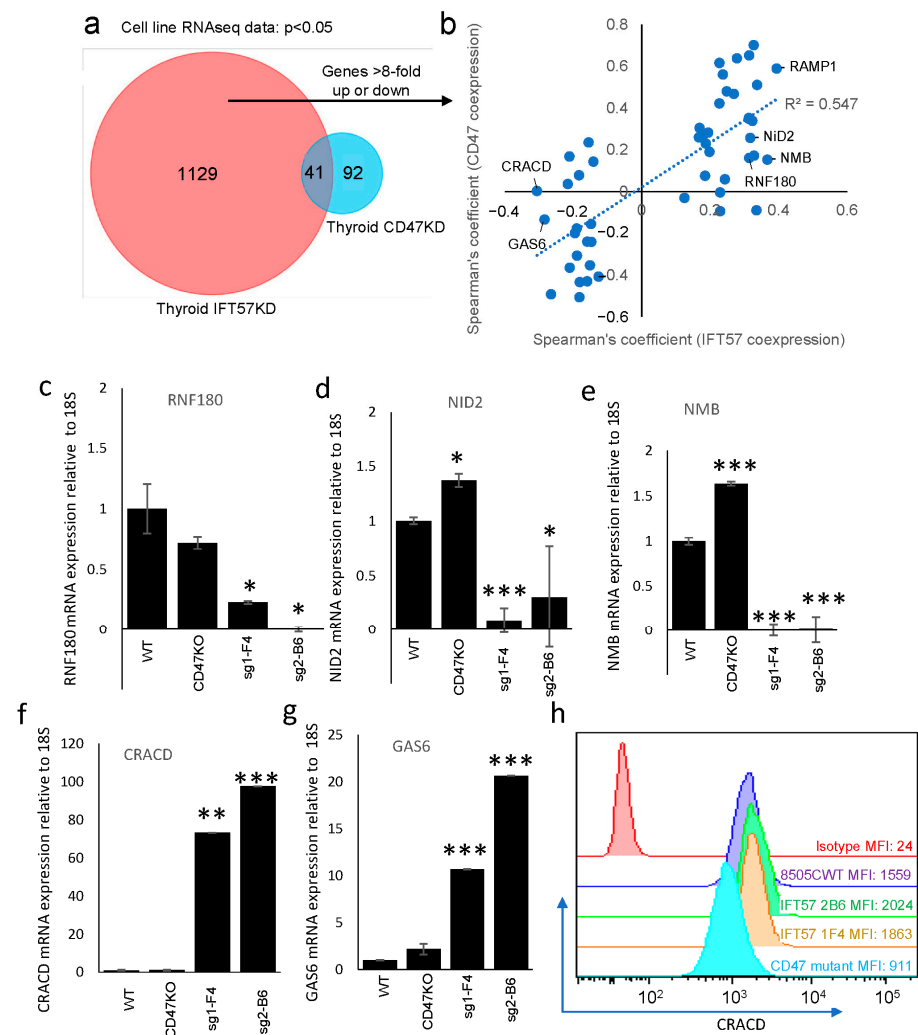 a
Cell line RNAseq data: p<0.05
Genes >8-fold
up or down
1129
41
92
Thyroid CD47KD
Thyroid IFT57KD
b
Spearman's coefficient (CD47 coexpression)
0.8
0.6
0.4
0.2
0
−0.2
−0.4
−0.6
−0.4
−0.2
0
0.2
0.4
0.6
RAMP1
R² = 0.547
NiD2
NMB
RNF180
CRACD
GAS6
Spearman's coefficient (IFT57 coexpression)
c
RNF180 mRNA expression relative to 18S
RNF180
2
1.5
1
0.5
0
*
*
WT
CD47KO
sg1-F4
sg2-B6
d
NID2 mRNA expression relative to 18S
NID2
2
1.5
1
0.5
0
*
***
*
WT
CD47KO
sg1-F4
sg2-B6
e
NMB mRNA expression relative to 18S
NMB
2
1.5
1
0.5
0
***
***
***
WT
CD47KO
sg1-F4
sg2-B6
f
CRACD mRNA expression relative to 18S
CRACD
120
100
80
60
40
20
0
**
***
WT
CD47KO
sg1-F4
sg2-B6
g
GAS6 mRNA expression relative to 18S
GAS6
25
20
15
10
5
0
***
***
WT
CD47KO
sg1-F4
sg2-B6
h
Isotype MFI: 24
8505CWT MFI: 1559
IFT57 2B6 MFI: 2024
IFT57 1F4 MFI: 1863
CD47 mutant MFI: 911
10²
10³
10⁴
10⁵
CRACD